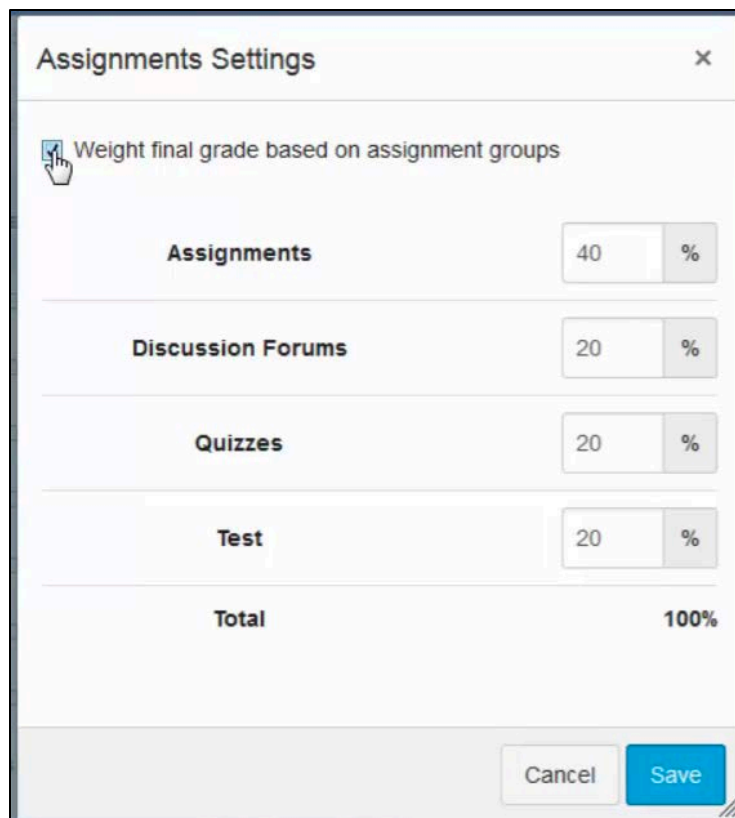 Assignments Settings ×
Weight final grade based on assignment groups
Assignments 40 %
Discussion Forums 20 %
Quizzes 20 %
Test 20 %
Total 100%
Cancel Save